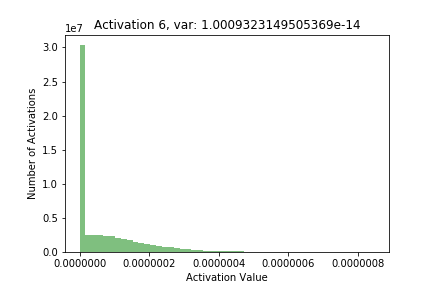 Activation 6, var: 1.0009323149505369e-14
1e7
3.0
2.5
2.0
1.5
1.0
0.5
0.0
Number of Activations
0.0000000 0.0000002 0.0000004 0.0000006 0.0000008
Activation Value